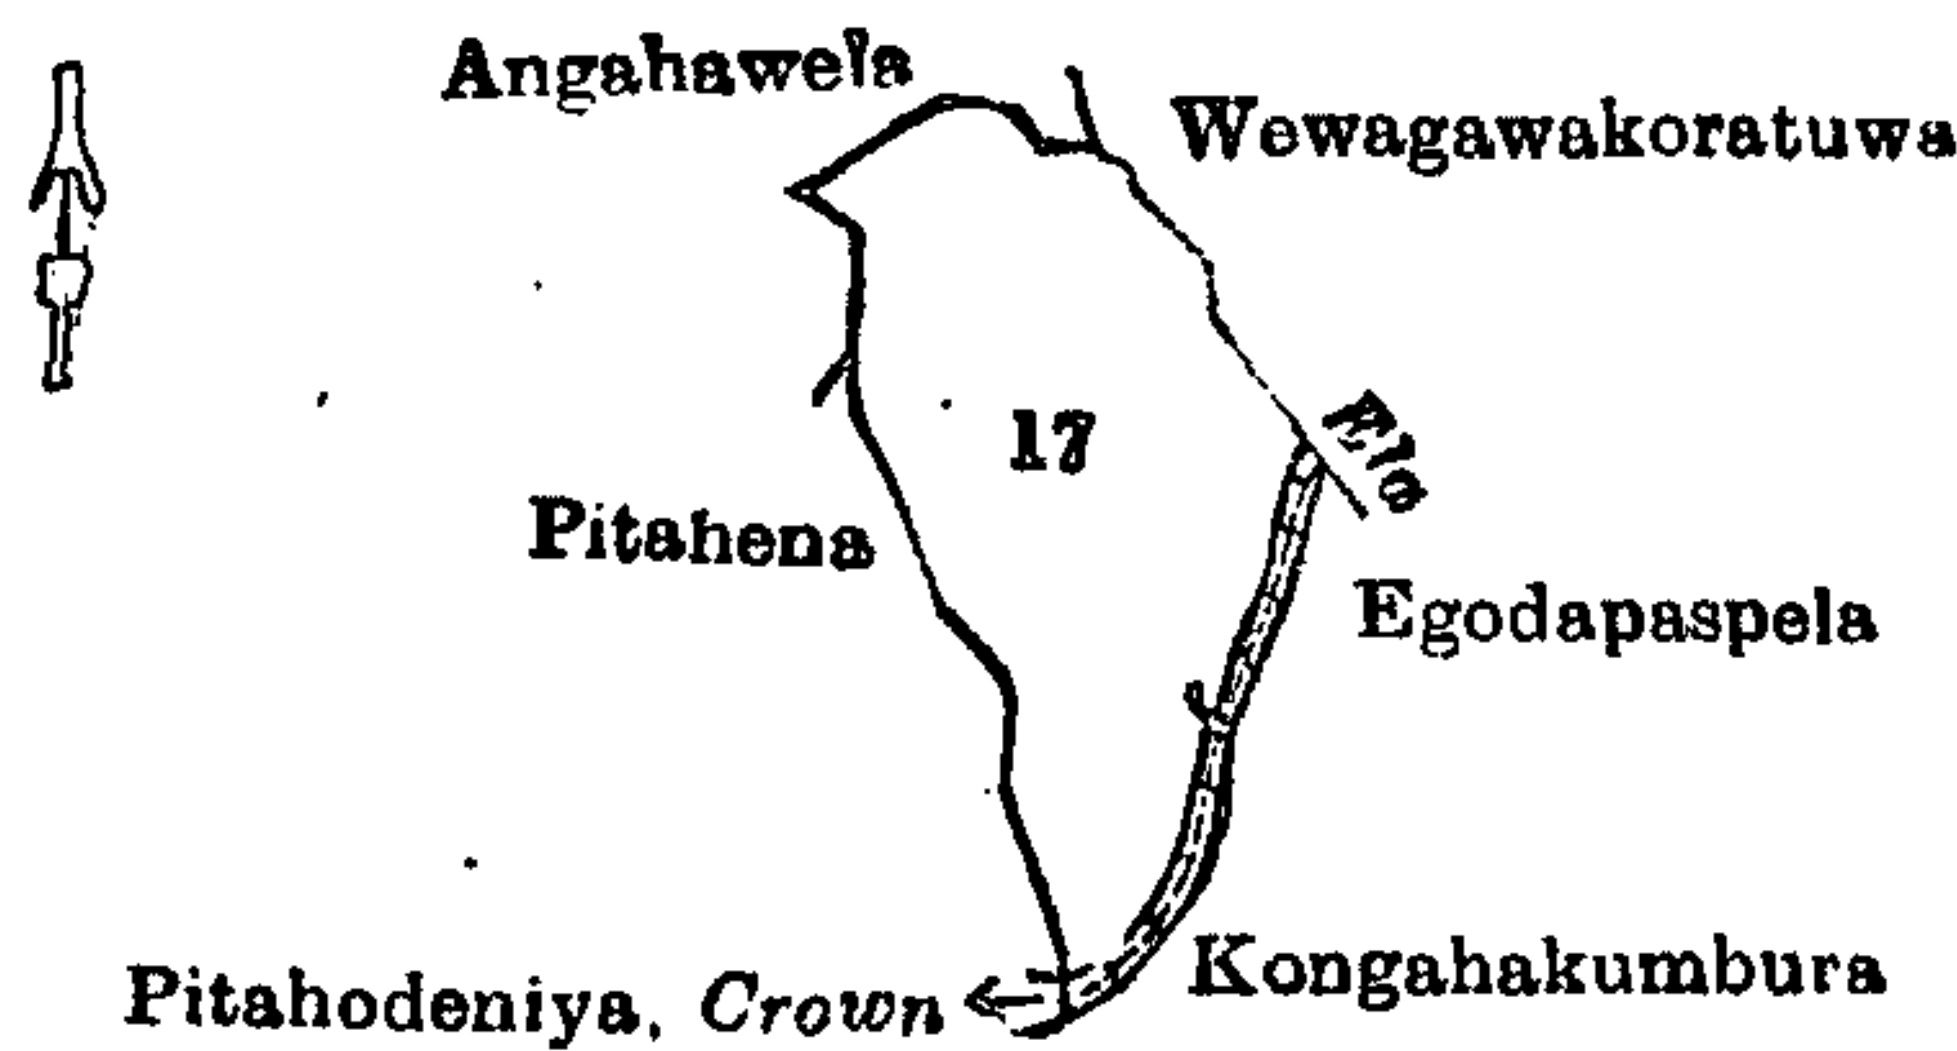 Angahawela
Wewagawakoratuwa
17
Ela
Pitahena
Egodapaspela
Kongahakumbura
Pitahodeniya, Crown